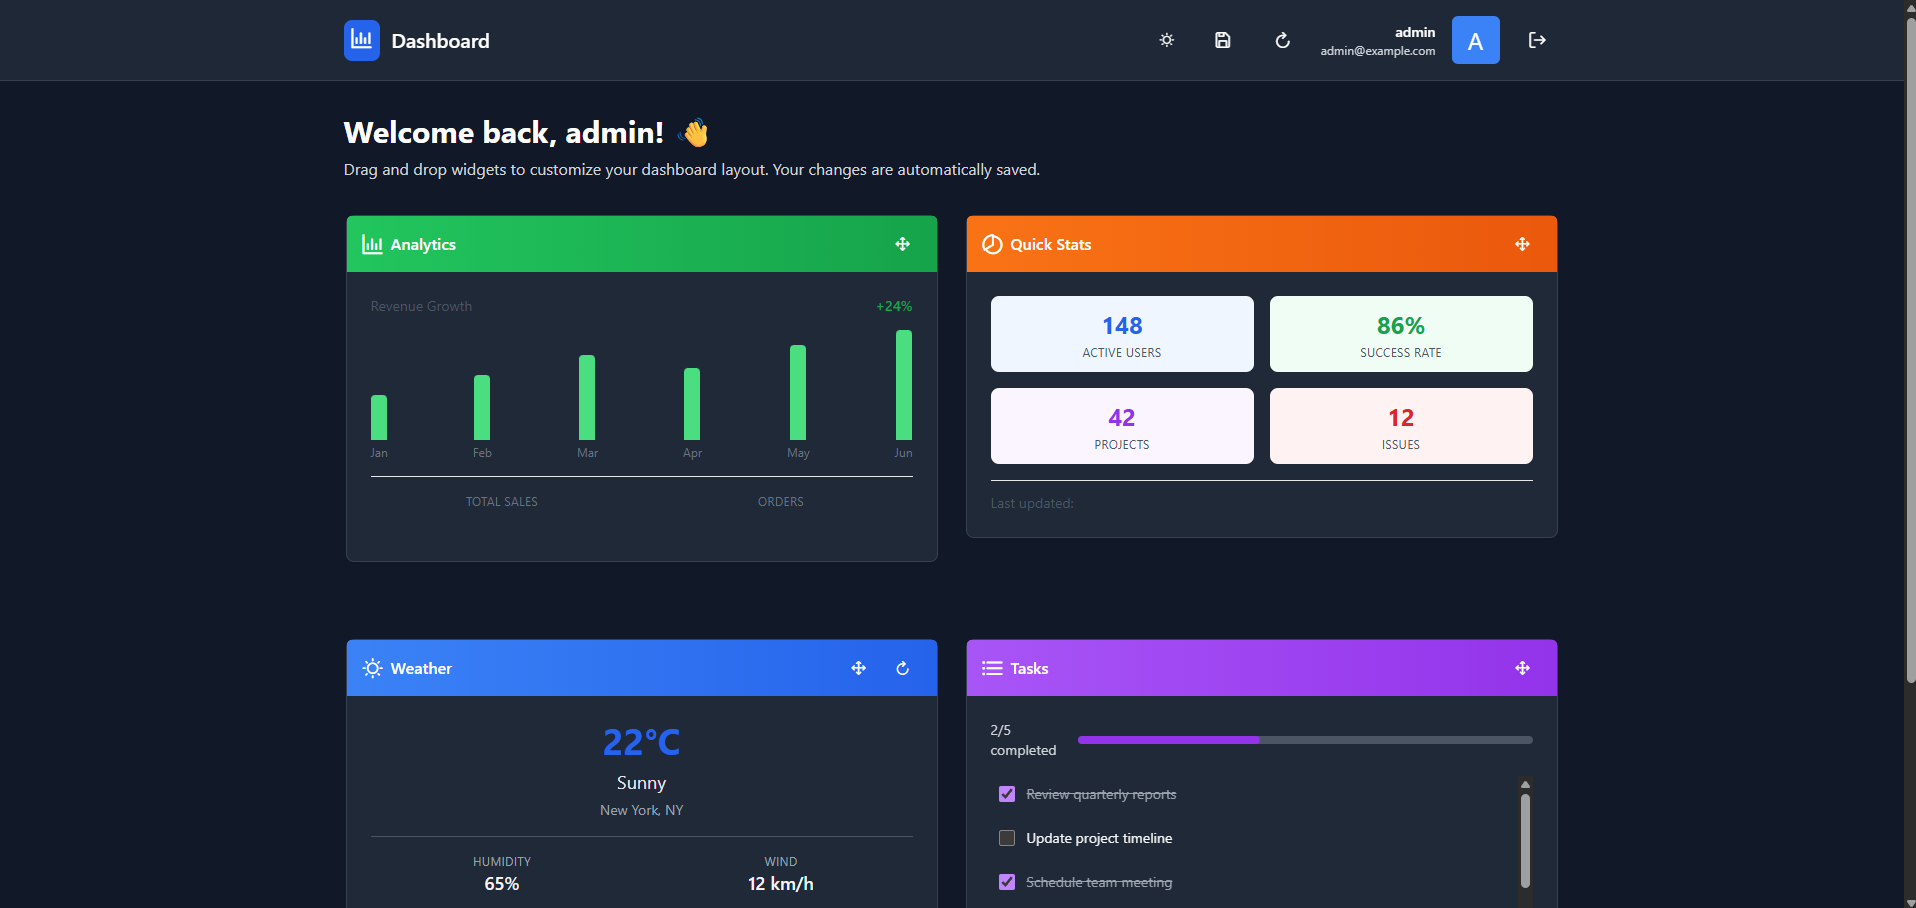 Dashboard
admin
admin@example.com
A
Welcome back, admin! 👋
Drag and drop widgets to customize your dashboard layout. Your changes are automatically saved.
Analytics
Revenue Growth
+24%
Jan Feb Mar Apr May Jun
TOTAL SALES
ORDERS
Quick Stats
148
ACTIVE USERS
86%
SUCCESS RATE
42
PROJECTS
12
ISSUES
Last updated:
Weather
22°C
Sunny
New York, NY
HUMIDITY
65%
WIND
12 km/h
Tasks
2/5
completed
Review quarterly reports
Update project timeline
Schedule team meeting